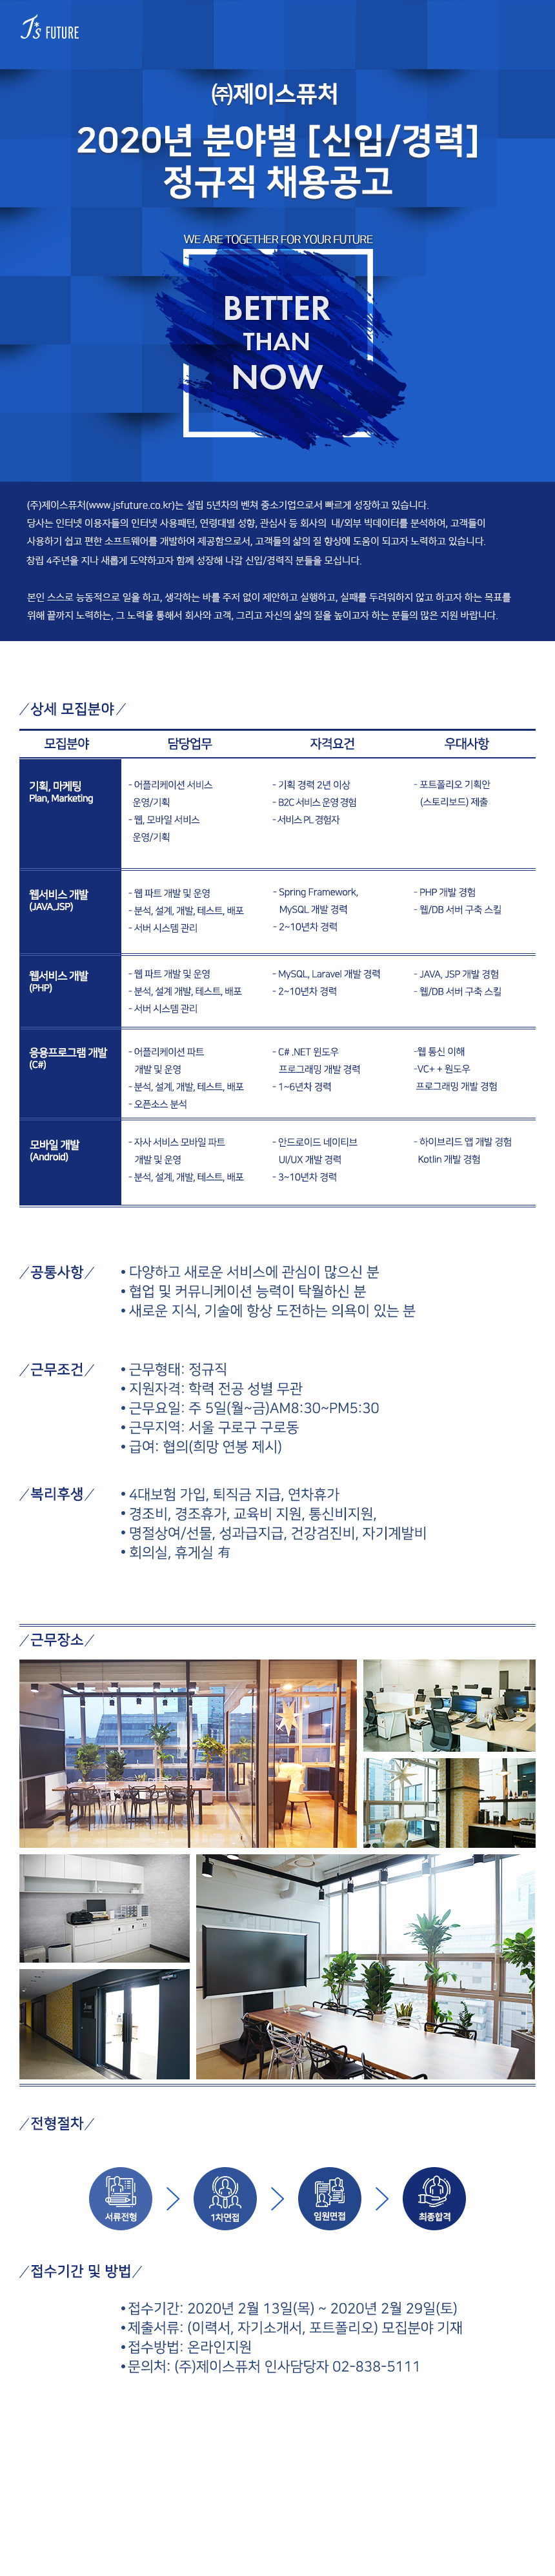 J's FUTURE
㈜제이스퓨처
2020년 분야별 [신입/경력]
정규직 채용공고
WE ARE TOGETHER FOR YOUR FUTURE
BETTER
THAN
NOW
(주)제이스퓨처(www.jsfuture.co.kr)는 설립 5년차의 벤쳐 중소기업으로서 빠르게 성장하고 있습니다.
당사는 인터넷 이용자들의 인터넷 사용패턴, 연령대별 성향, 관심사 등 회사의 내/외부 빅데이터를 분석하여, 고객들이
사용하기 쉽고 편한 소프트웨어를 개발하여 제공함으로서, 고객들의 삶의 질 향상에 도움이 되고자 노력하고 있습니다.
창립 4주년을 지나 새롭게 도약하고자 함께 성장해 나갈 신입/경력직 분들을 모십니다.
본인 스스로 능동적으로 일을 하고, 생각하는 바를 주저 없이 제안하고 실행하고, 실패를 두려워하지 않고 하고자 하는 목표를
위해 끝까지 노력하는, 그 노력을 통해서 회사와 고객, 그리고 자신의 삶의 질을 높이고자 하는 분들의 많은 지원 바랍니다.
/상세 모집분야/
모집분야 담당업무 자격요건 우대사항
기획, 마케팅
Plan, Marketing
- 어플리케이션 서비스
운영/기획
- 웹, 모바일 서비스
운영/기획
- 기획 경력 2년 이상
- B2C 서비스 운영 경험
- 서비스 PL 경험자
- 포트폴리오 기획안
(스토리보드) 제출
웹서비스 개발
(JAVA.JSP)
- 웹 파트 개발 및 운영
- 분석, 설계, 개발, 테스트, 배포
- 서버 시스템 관리
- Spring Framework,
MySQL 개발 경력
- 2~10년차 경력
- PHP 개발 경험
- 웹/DB 서버 구축 스킬
웹서비스 개발
(PHP)
- 웹 파트 개발 및 운영
- 분석, 설계 개발, 테스트, 배포
- 서버 시스템 관리
- MySQL, Laravel 개발 경력
- 2~10년차 경력
- JAVA, JSP 개발 경험
- 웹/DB 서버 구축 스킬
응용프로그램 개발
(C#)
- 어플리케이션 파트
개발 및 운영
- 분석, 설계, 개발, 테스트, 배포
- 오픈소스 분석
- C# .NET 윈도우
프로그래밍 개발 경력
- 1~6년차 경력
-웹 통신 이해
-VC+ + 윈도우
프로그래밍 개발 경험
모바일 개발
(Android)
- 자사 서비스 모바일 파트
개발 및 운영
- 분석, 설계, 개발, 테스트, 배포
- 안드로이드 네이티브
UI/UX 개발 경력
- 3~10년차 경력
- 하이브리드 앱 개발 경험
Kotlin 개발 경험
/공통사항/
• 다양하고 새로운 서비스에 관심이 많으신 분
• 협업 및 커뮤니케이션 능력이 탁월하신 분
• 새로운 지식, 기술에 항상 도전하는 의욕이 있는 분
/근무조건/
• 근무형태: 정규직
• 지원자격: 학력 전공 성별 무관
• 근무요일: 주 5일(월~금)AM8:30~PM5:30
• 근무지역: 서울 구로구 구로동
• 급여: 협의(희망 연봉 제시)
/복리후생/
• 4대보험 가입, 퇴직금 지급, 연차휴가
• 경조비, 경조휴가, 교육비 지원, 통신비지원,
• 명절상여/선물, 성과급지급, 건강검진비, 자기계발비
• 회의실, 휴게실 有
/근무장소/
/전형절차/
서류전형 > 1차면접 > 임원면접 > 최종합격
/접수기간 및 방법/
• 접수기간: 2020년 2월 13일(목) ~ 2020년 2월 29일(토)
• 제출서류: (이력서, 자기소개서, 포트폴리오) 모집분야 기재
• 접수방법: 온라인지원
• 문의처: (주)제이스퓨처 인사담당자 02-838-5111